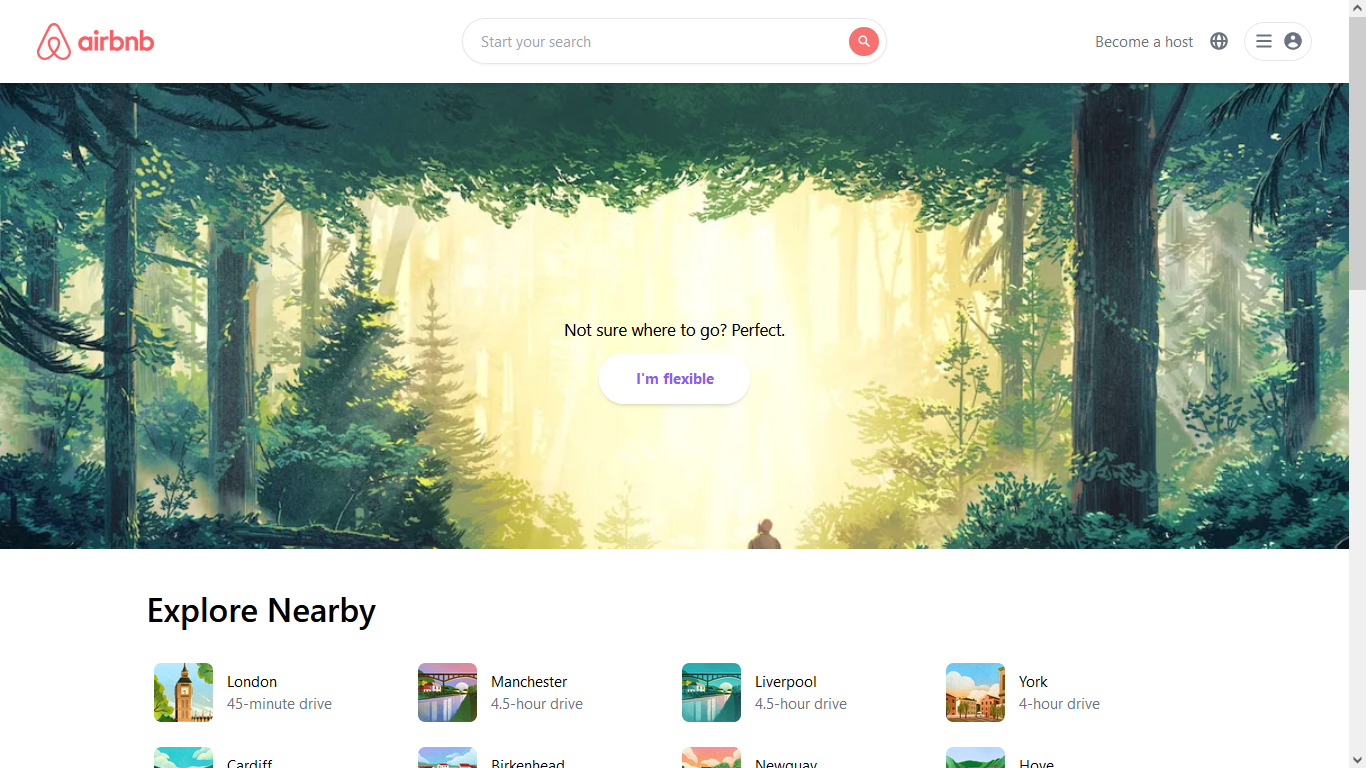 airbnb
Start your search
Become a host
Not sure where to go? Perfect.
I'm flexible
Explore Nearby
London
45-minute drive
Manchester
4.5-hour drive
Liverpool
4.5-hour drive
York
4-hour drive
Cardiff
Birkenhead
Newquay
Hove